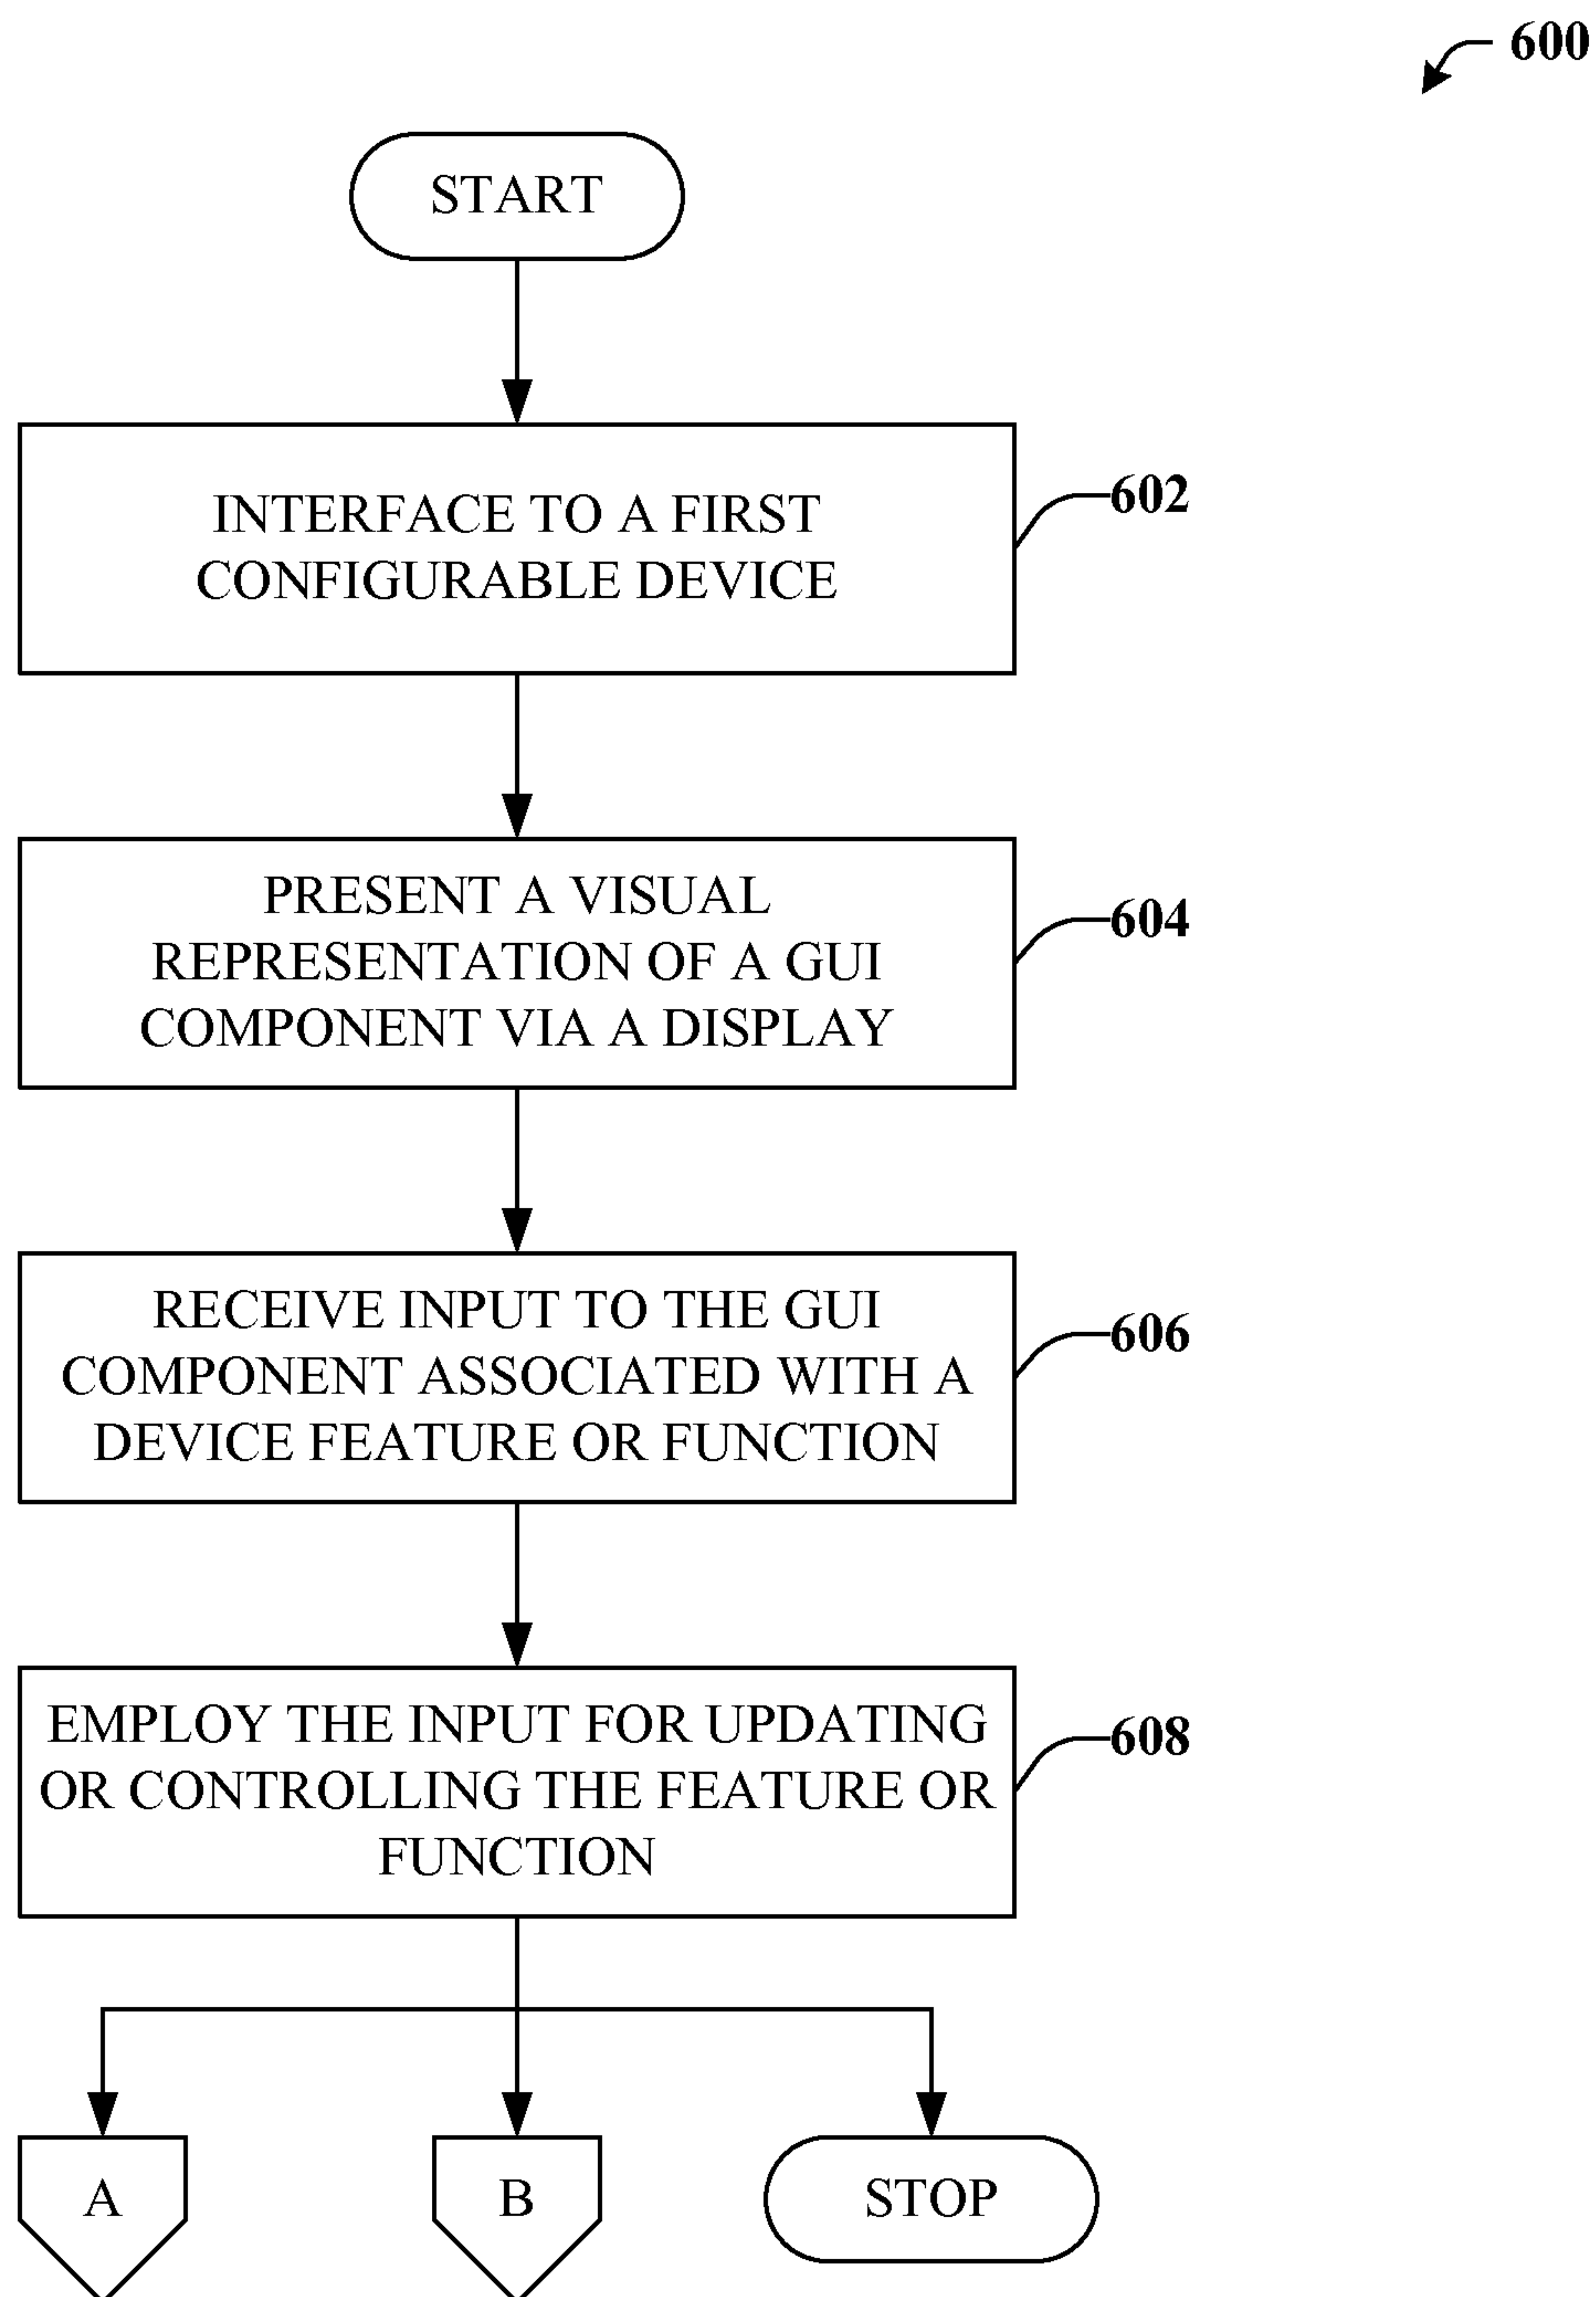 600
START
INTERFACE TO A FIRST
CONFIGURABLE DEVICE
602
PRESENT A VISUAL
REPRESENTATION OF A GUI
COMPONENT VIA A DISPLAY
604
RECEIVE INPUT TO THE GUI
COMPONENT ASSOCIATED WITH A
DEVICE FEATURE OR FUNCTION
606
EMPLOY THE INPUT FOR UPDATING
OR CONTROLLING THE FEATURE OR
FUNCTION
608
A
B
STOP